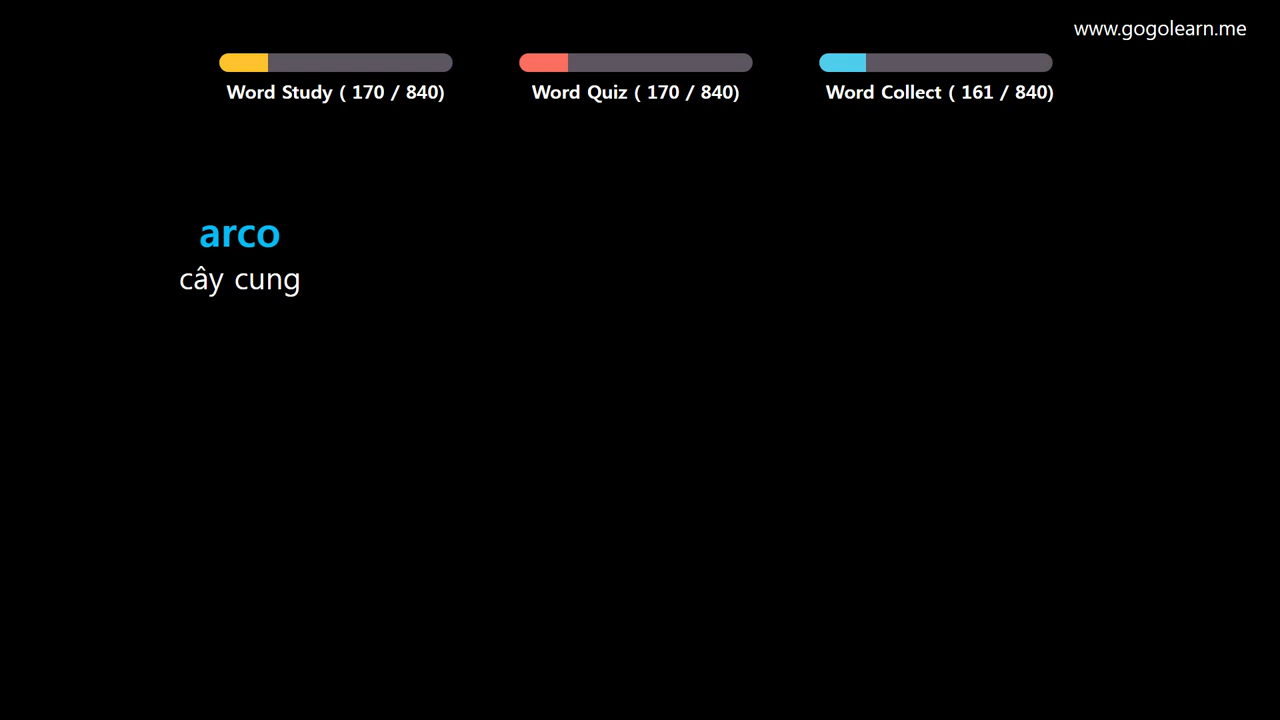 www.gogolearn.me
Word Study ( 170 / 840)
Word Quiz ( 170 / 840)
Word Collect ( 161 / 840)
arco
cây cung